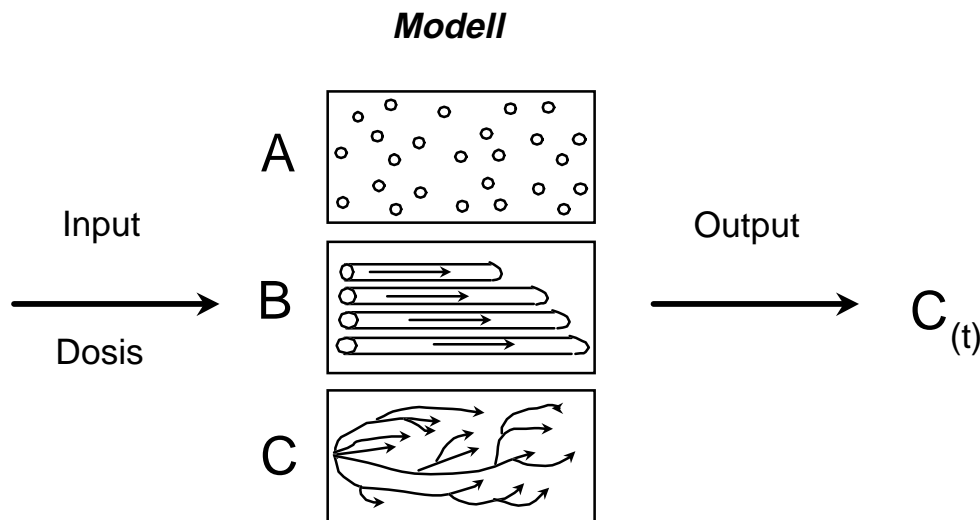 Modell
A
Input
Output
B
C(t)
Dosis
C